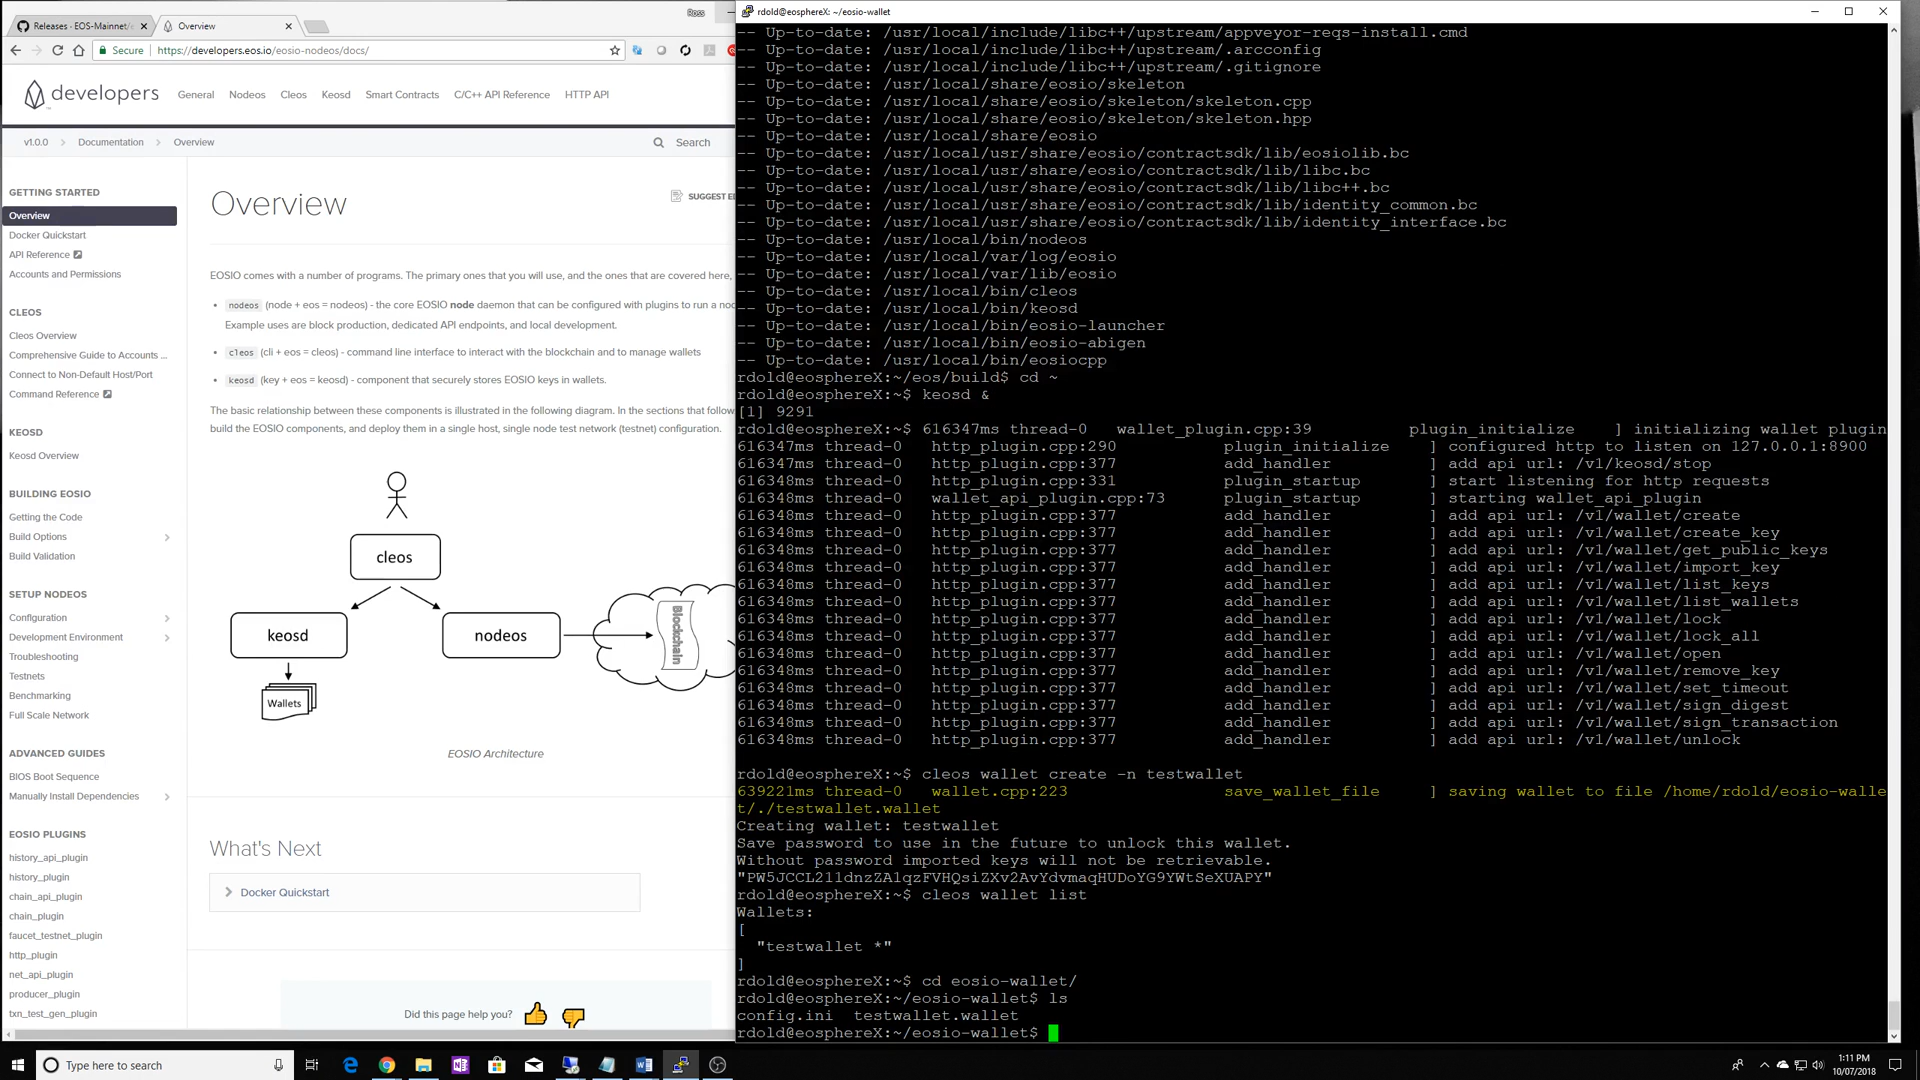 Releases - EOS-Mainnet/
Overview
Ross
Secure
https://developers.eos.io/eosio-nodeos/docs/
developers
General
Nodeos
Cleos
Keosd
Smart Contracts
C/C++ API Reference
HTTP API
v1.0.0
Documentation
Overview
Search
GETTING STARTED
Overview
Docker Quickstart
API Reference
Accounts and Permissions
CLEOS
Cleos Overview
Comprehensive Guide to Accounts ...
Connect to Non-Default Host/Port
Command Reference
KEOSD
Keosd Overview
BUILDING EOSIO
Getting the Code
Build Options
Build Validation
SETUP NODEOS
Configuration
Development Environment
Troubleshooting
Testnets
Benchmarking
Full Scale Network
ADVANCED GUIDES
BIOS Boot Sequence
Manually Install Dependencies
EOSIO PLUGINS
history_api_plugin
history_plugin
chain_api_plugin
chain_plugin
faucet_testnet_plugin
http_plugin
net_api_plugin
producer_plugin
txn_test_gen_plugin
Overview
SUGGEST E
EOSIO comes with a number of programs. The primary ones that you will use, and the ones that are covered here,
nodeos (node + eos = nodeos) - the core EOSIO node daemon that can be configured with plugins to run a nod
Example uses are block production, dedicated API endpoints, and local development.
cleos (cli + eos = cleos) - command line interface to interact with the blockchain and to manage wallets
keosd (key + eos = keosd) - component that securely stores EOSIO keys in wallets.
The basic relationship between these components is illustrated in the following diagram. In the sections that follow
build the EOSIO components, and deploy them in a single host, single node test network (testnet) configuration.
cleos
keosd
nodeos
Blockchain
Wallets
EOSIO Architecture
What's Next
Docker Quickstart
Did this page help you?
rdold@eosphereX: ~/eosio-wallet
-- Up-to-date: /usr/local/include/libc++/upstream/appveyor-reqs-install.cmd
-- Up-to-date: /usr/local/include/libc++/upstream/.arcconfig
-- Up-to-date: /usr/local/include/libc++/upstream/.gitignore
-- Up-to-date: /usr/local/share/eosio/skeleton
-- Up-to-date: /usr/local/share/eosio/skeleton/skeleton.cpp
-- Up-to-date: /usr/local/share/eosio/skeleton/skeleton.hpp
-- Up-to-date: /usr/local/share/eosio
-- Up-to-date: /usr/local/usr/share/eosio/contractsdk/lib/eosiolib.bc
-- Up-to-date: /usr/local/usr/share/eosio/contractsdk/lib/libc.bc
-- Up-to-date: /usr/local/usr/share/eosio/contractsdk/lib/libc++.bc
-- Up-to-date: /usr/local/usr/share/eosio/contractsdk/lib/identity_common.bc
-- Up-to-date: /usr/local/usr/share/eosio/contractsdk/lib/identity_interface.bc
-- Up-to-date: /usr/local/bin/nodeos
-- Up-to-date: /usr/local/var/log/eosio
-- Up-to-date: /usr/local/var/lib/eosio
-- Up-to-date: /usr/local/bin/cleos
-- Up-to-date: /usr/local/bin/keosd
-- Up-to-date: /usr/local/bin/eosio-launcher
-- Up-to-date: /usr/local/bin/eosio-abigen
-- Up-to-date: /usr/local/bin/eosiocpp
rdold@eosphereX:~/eos/build$ cd ~
rdold@eosphereX:~$ keosd &
[1] 9291
rdold@eosphereX:~$ 616347ms thread-0 wallet_plugin.cpp:39 plugin_initialize ] initializing wallet plugin
616347ms thread-0 http_plugin.cpp:290 plugin_initialize ] configured http to listen on 127.0.0.1:8900
616347ms thread-0 http_plugin.cpp:377 add_handler ] add api url: /v1/keosd/stop
616348ms thread-0 http_plugin.cpp:331 plugin_startup ] start listening for http requests
616348ms thread-0 wallet_api_plugin.cpp:73 plugin_startup ] starting wallet_api_plugin
616348ms thread-0 http_plugin.cpp:377 add_handler ] add api url: /v1/wallet/create
616348ms thread-0 http_plugin.cpp:377 add_handler ] add api url: /v1/wallet/create_key
616348ms thread-0 http_plugin.cpp:377 add_handler ] add api url: /v1/wallet/get_public_keys
616348ms thread-0 http_plugin.cpp:377 add_handler ] add api url: /v1/wallet/import_key
616348ms thread-0 http_plugin.cpp:377 add_handler ] add api url: /v1/wallet/list_keys
616348ms thread-0 http_plugin.cpp:377 add_handler ] add api url: /v1/wallet/list_wallets
616348ms thread-0 http_plugin.cpp:377 add_handler ] add api url: /v1/wallet/lock
616348ms thread-0 http_plugin.cpp:377 add_handler ] add api url: /v1/wallet/lock_all
616348ms thread-0 http_plugin.cpp:377 add_handler ] add api url: /v1/wallet/open
616348ms thread-0 http_plugin.cpp:377 add_handler ] add api url: /v1/wallet/remove_key
616348ms thread-0 http_plugin.cpp:377 add_handler ] add api url: /v1/wallet/set_timeout
616348ms thread-0 http_plugin.cpp:377 add_handler ] add api url: /v1/wallet/sign_digest
616348ms thread-0 http_plugin.cpp:377 add_handler ] add api url: /v1/wallet/sign_transaction
616348ms thread-0 http_plugin.cpp:377 add_handler ] add api url: /v1/wallet/unlock
rdold@eosphereX:~$ cleos wallet create -n testwallet
639221ms thread-0 wallet.cpp:223 save_wallet_file ] saving wallet to file /home/rdold/eosio-walle
t/./testwallet.wallet
Creating wallet: testwallet
Save password to use in the future to unlock this wallet.
Without password imported keys will not be retrievable.
"PW5JCCL211dnzZAlqzFVHQsiZXv2AvYdvmaqHUDoYG9YWtSeXUAPY"
rdold@eosphereX:~$ cleos wallet list
Wallets:
[
"testwallet *"
]
rdold@eosphereX:~$ cd eosio-wallet/
rdold@eosphereX:~/eosio-wallet$ ls
config.ini testwallet.wallet
rdold@eosphereX:~/eosio-wallet$
Type here to search
1:11 PM
10/07/2018